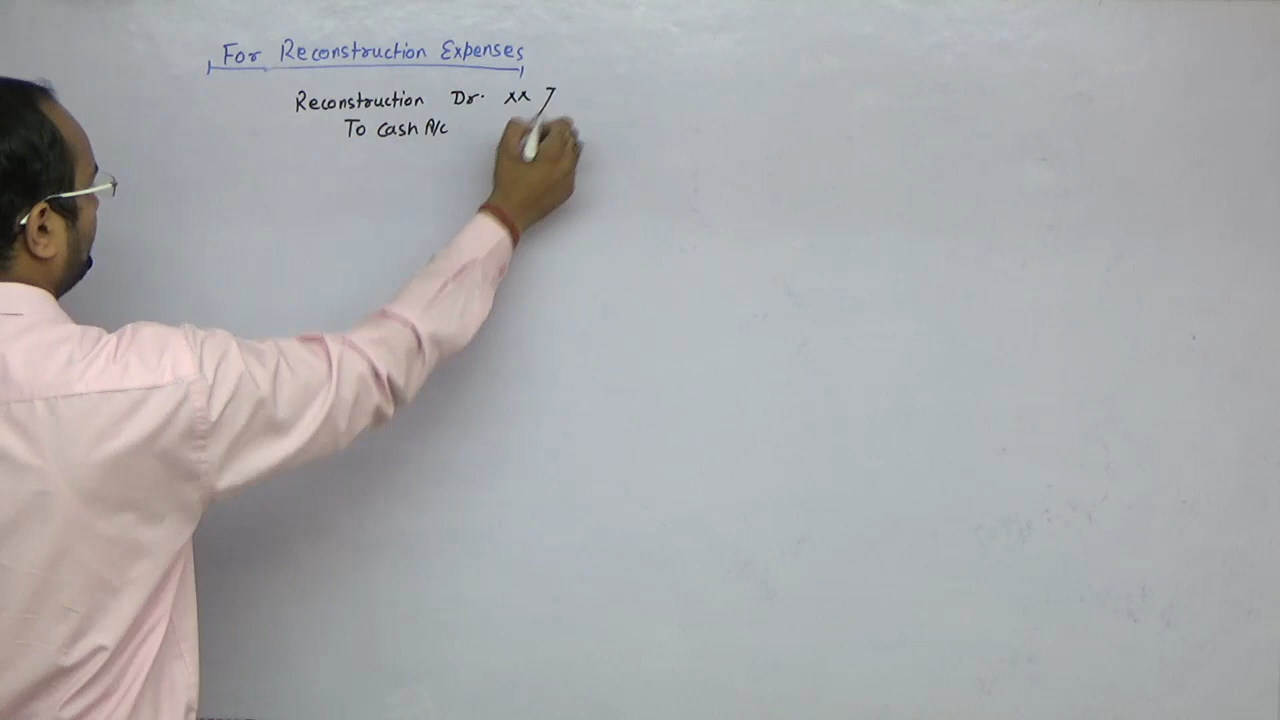 For Reconstruction Expenses
Reconstruction Dr. xx
To Cash A/c